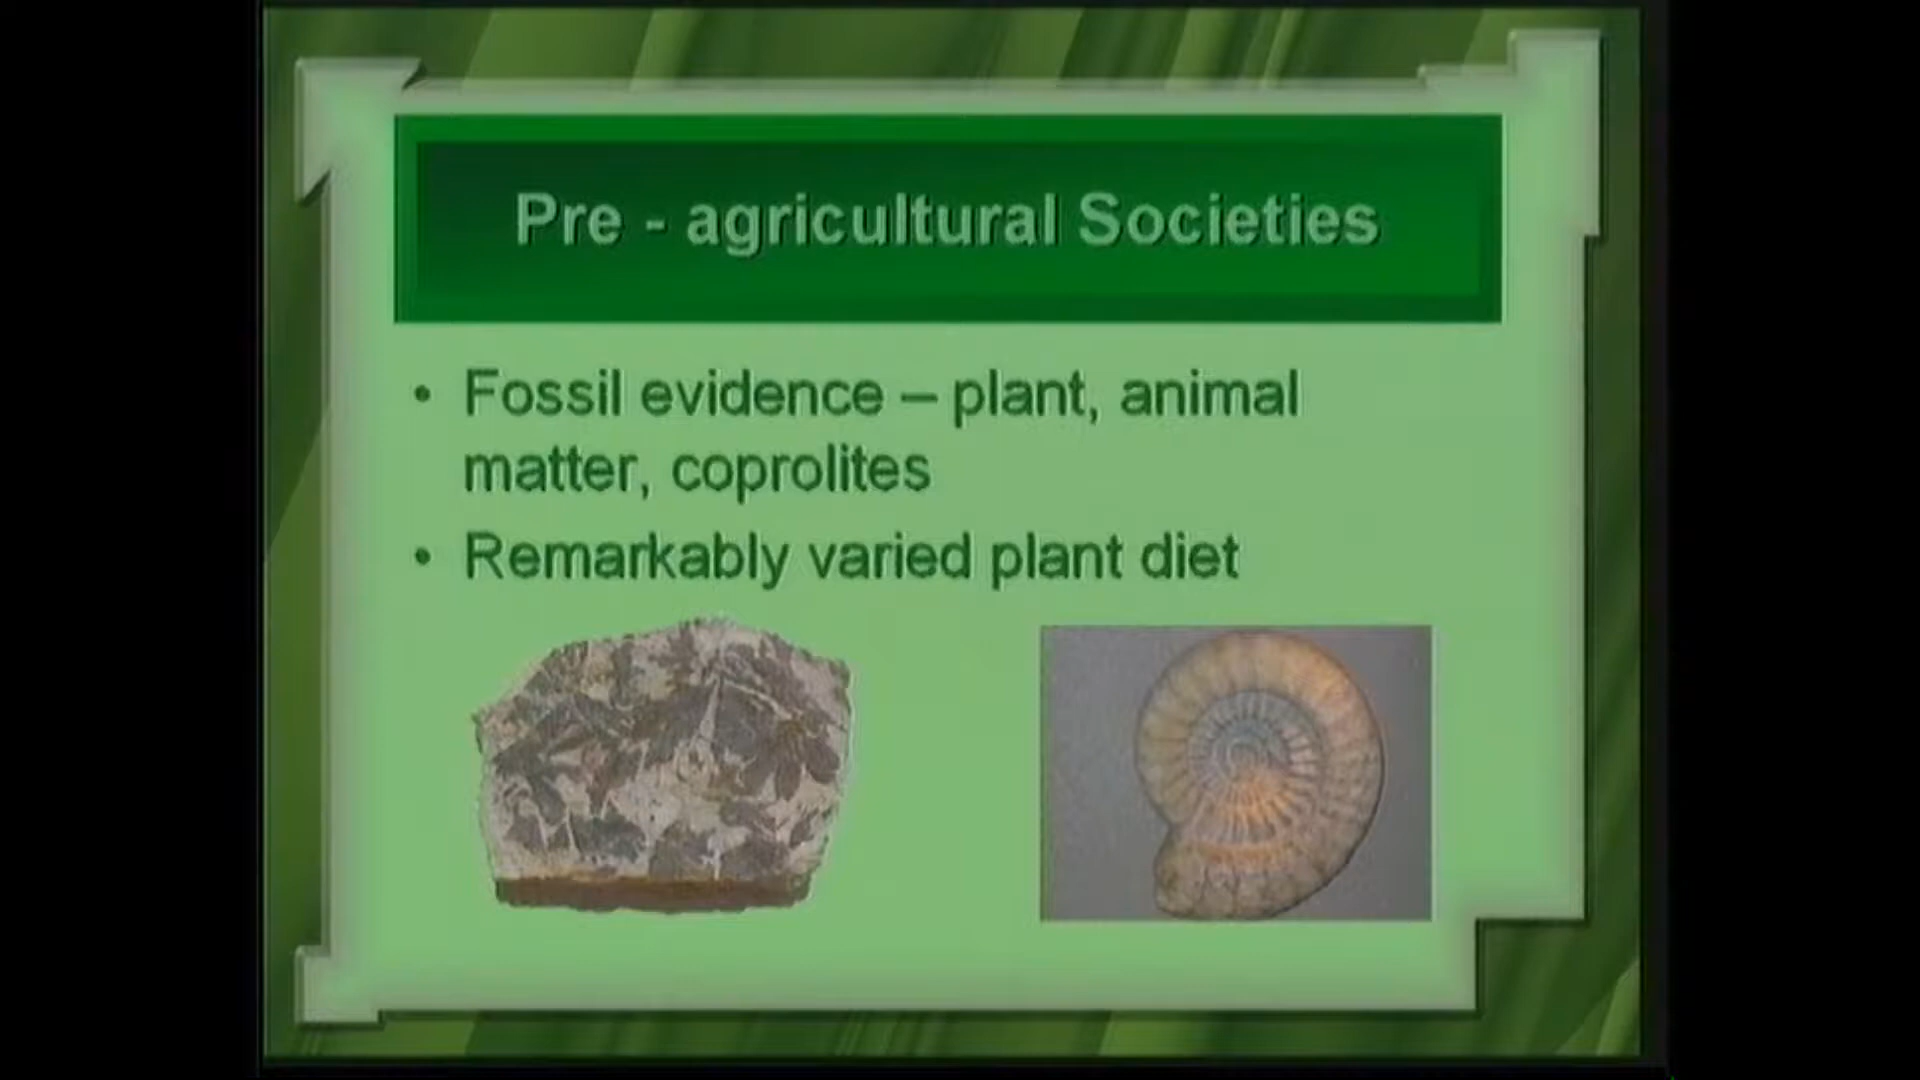 Pre - agricultural Societies
• Fossil evidence – plant, animal
matter, coprolites
• Remarkably varied plant diet